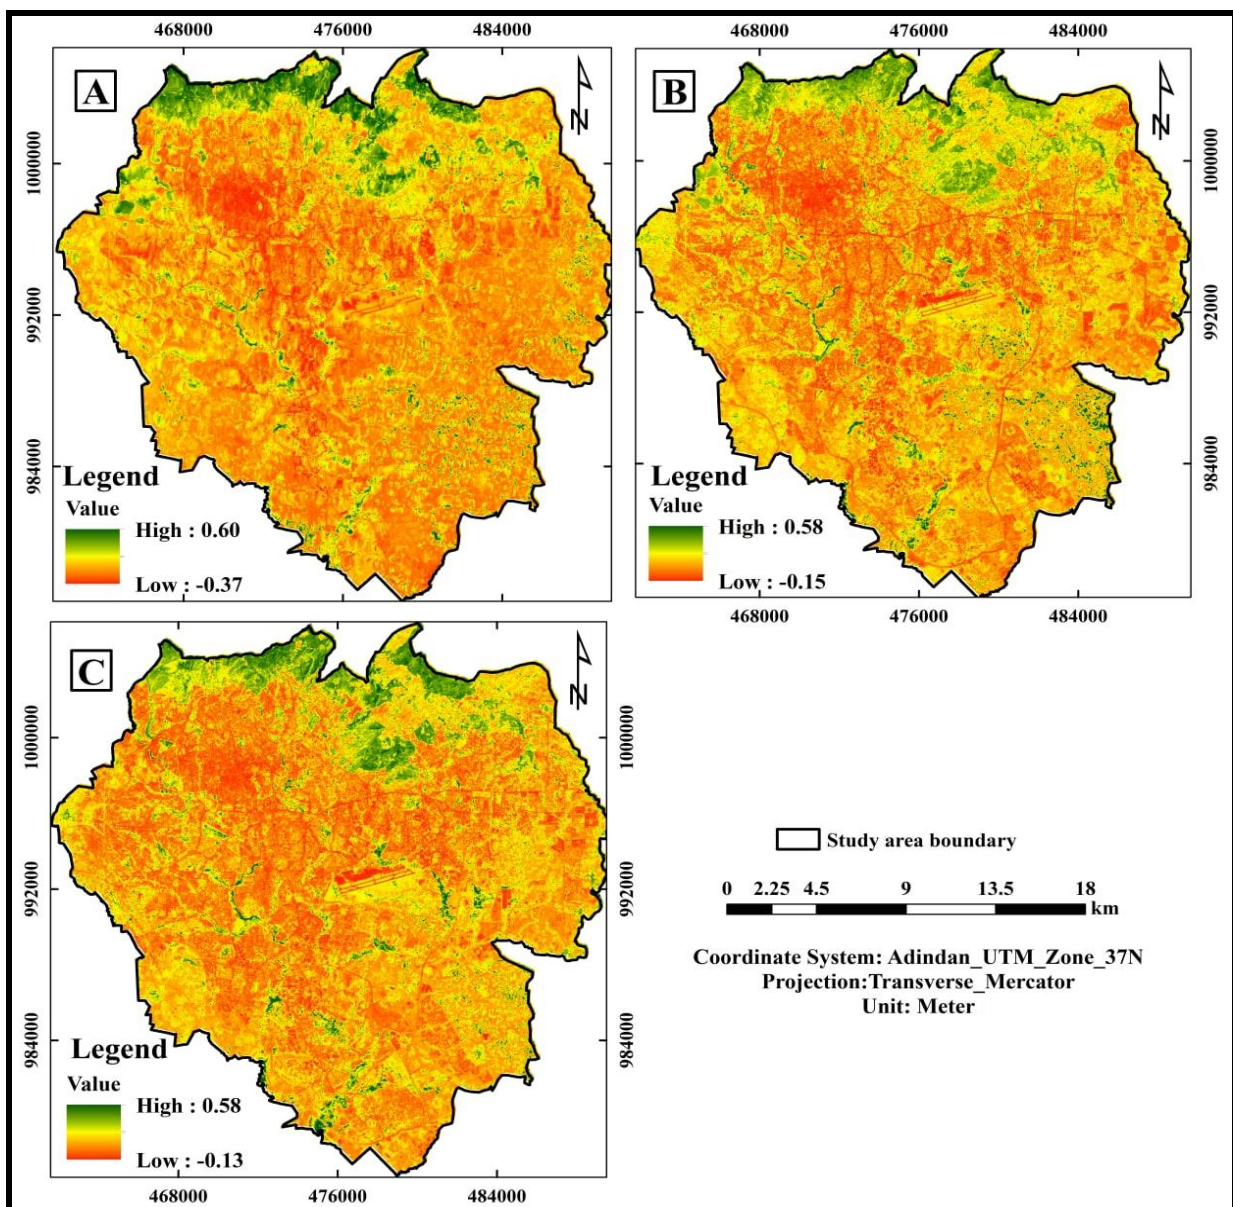 468000 476000 484000
468000 476000 484000
A
N
B
N
1000000
1000000
1000000
992000
992000
992000
984000
984000
984000
Legend
Value
High : 0.60
Low : -0.37
Legend
Value
High : 0.58
Low : -0.15
468000 476000 484000
C
N
1000000
1000000
992000
992000
984000
984000
Legend
Value
High : 0.58
Low : -0.13
468000 476000 484000
Study area boundary
0 2.25 4.5 9 13.5 18
km
Coordinate System: Adindan_UTM_Zone_37N
Projection:Transverse_Mercator
Unit: Meter